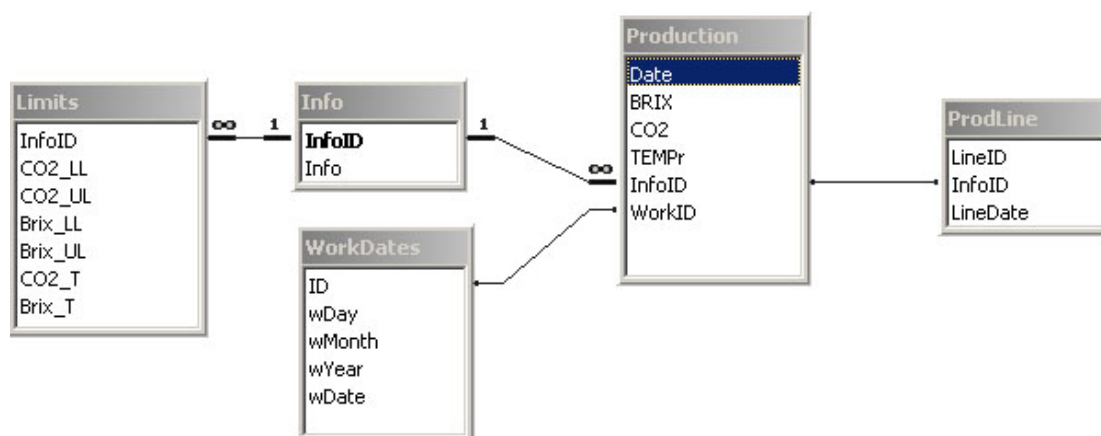 Limits
InfoID
CO2_LL
CO2_UL
Brix_LL
Brix_UL
CO2_T
Brix_T
∞ 1
Info
InfoID
Info
1 ∞
WorkDates
ID
wDay
wMonth
wYear
wDate
Production
Date
BRIX
CO2
TEMPr
InfoID
WorkID
ProdLine
LineID
InfoID
LineDate